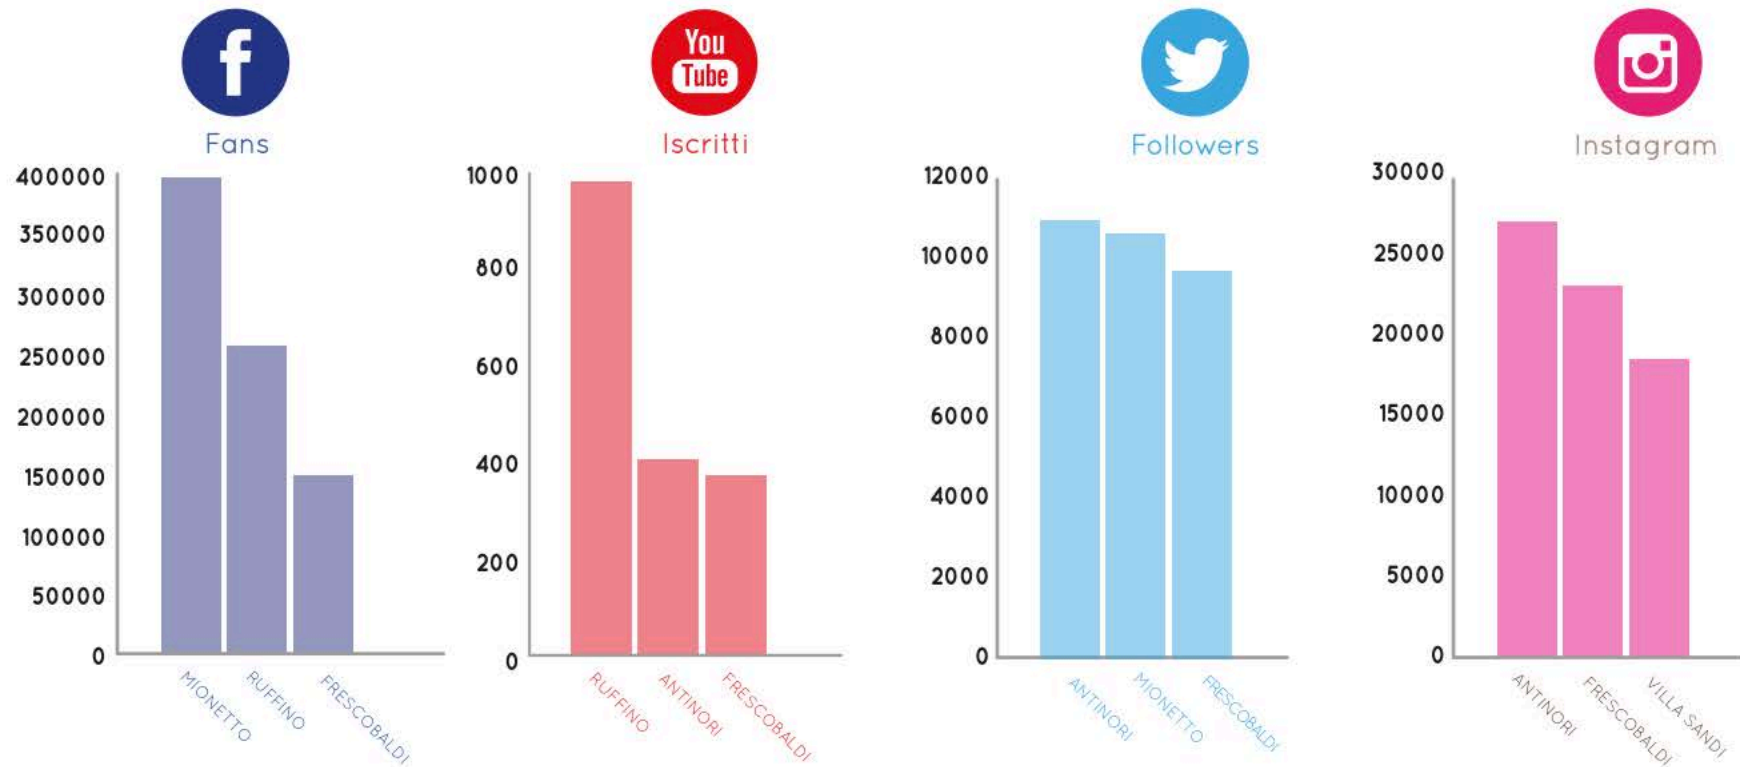 You
Tube
Fans
Iscritti
Followers
Instagram
400000
350000
300000
250000
200000
150000
100000
50000
0
MIONETTO
RUFFINO
FRESCOBALDI
1000
800
600
400
200
0
RUFFINO
ANTINORI
FRESCOBALDI
12000
10000
8000
6000
4000
2000
0
ANTINORI
MIONETTO
FRESCOBALDI
30000
25000
20000
15000
10000
5000
0
ANTINORI
FRESCOBALDI
VILLA SANDI